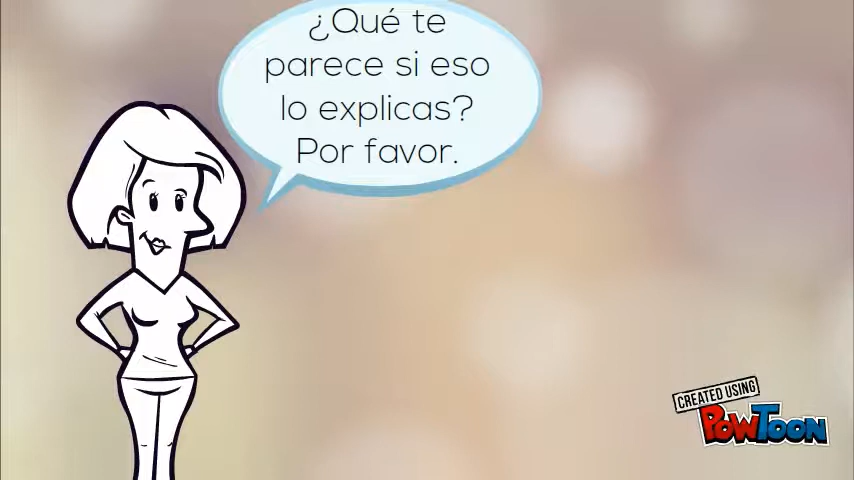 ¿Qué te
parece si eso
lo explicas?
Por favor.
CREATED USING
POWTOON